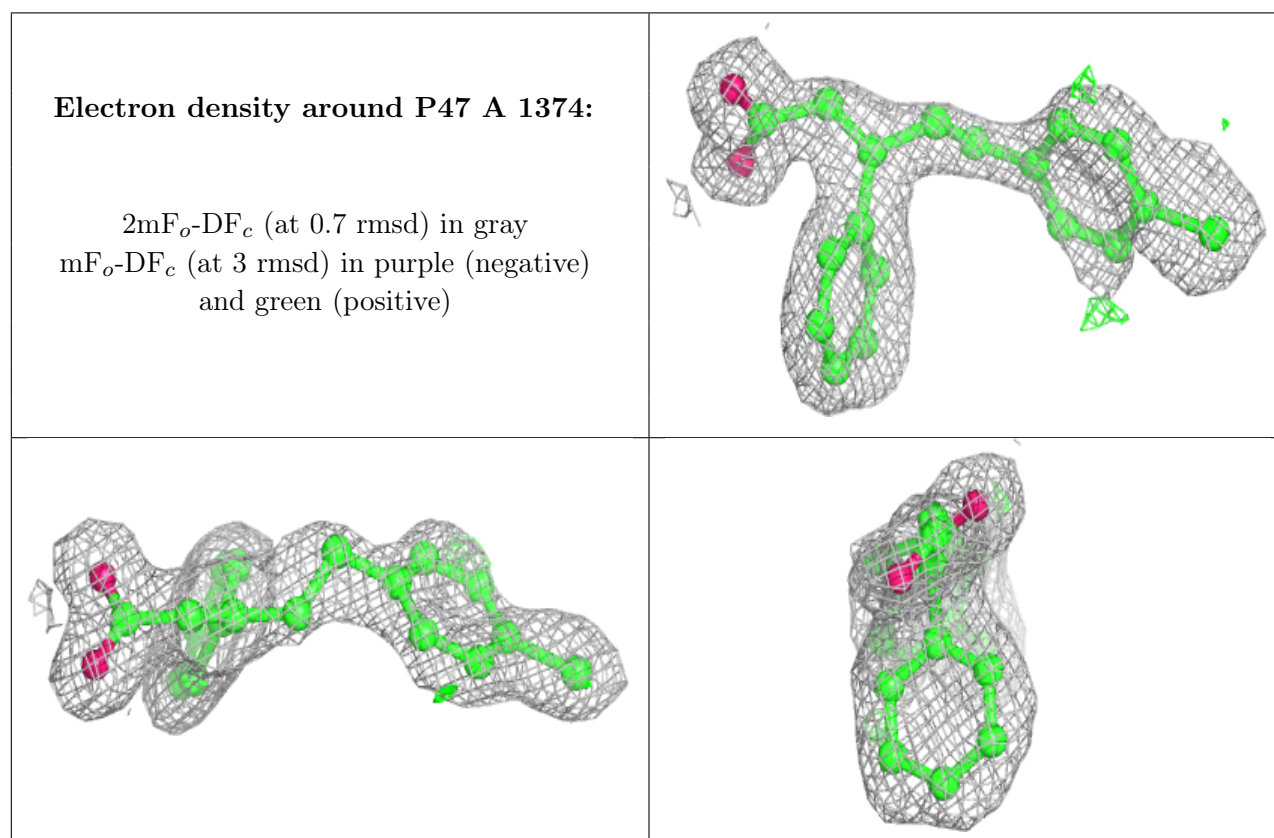 Electron density around P47 A 1374:
2mFo-DFc (at 0.7 rmsd) in gray
mFo-DFc (at 3 rmsd) in purple (negative)
and green (positive)